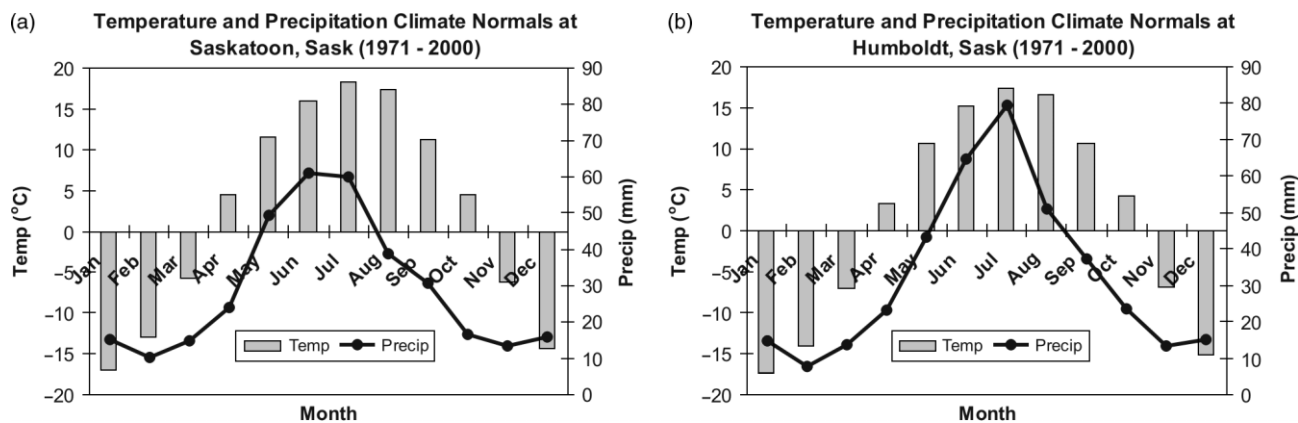 (a)
Temperature and Precipitation Climate Normals at
Saskatoon, Sask (1971 - 2000)
20
15
10
5
0
–5
–10
–15
–20
Temp (°C)
90
80
70
60
50
40
30
20
10
0
Precip (mm)
Jan
Feb
Mar
Apr
May
Jun
Jul
Aug
Sep
Oct
Nov
Dec
Temp
Precip
Month
(b)
Temperature and Precipitation Climate Normals at
Humboldt, Sask (1971 - 2000)
20
15
10
5
0
–5
–10
–15
–20
Temp (°C)
90
80
70
60
50
40
30
20
10
0
Precip (mm)
Jan
Feb
Mar
Apr
May
Jun
Jul
Aug
Sep
Oct
Nov
Dec
Temp
Precip
Month